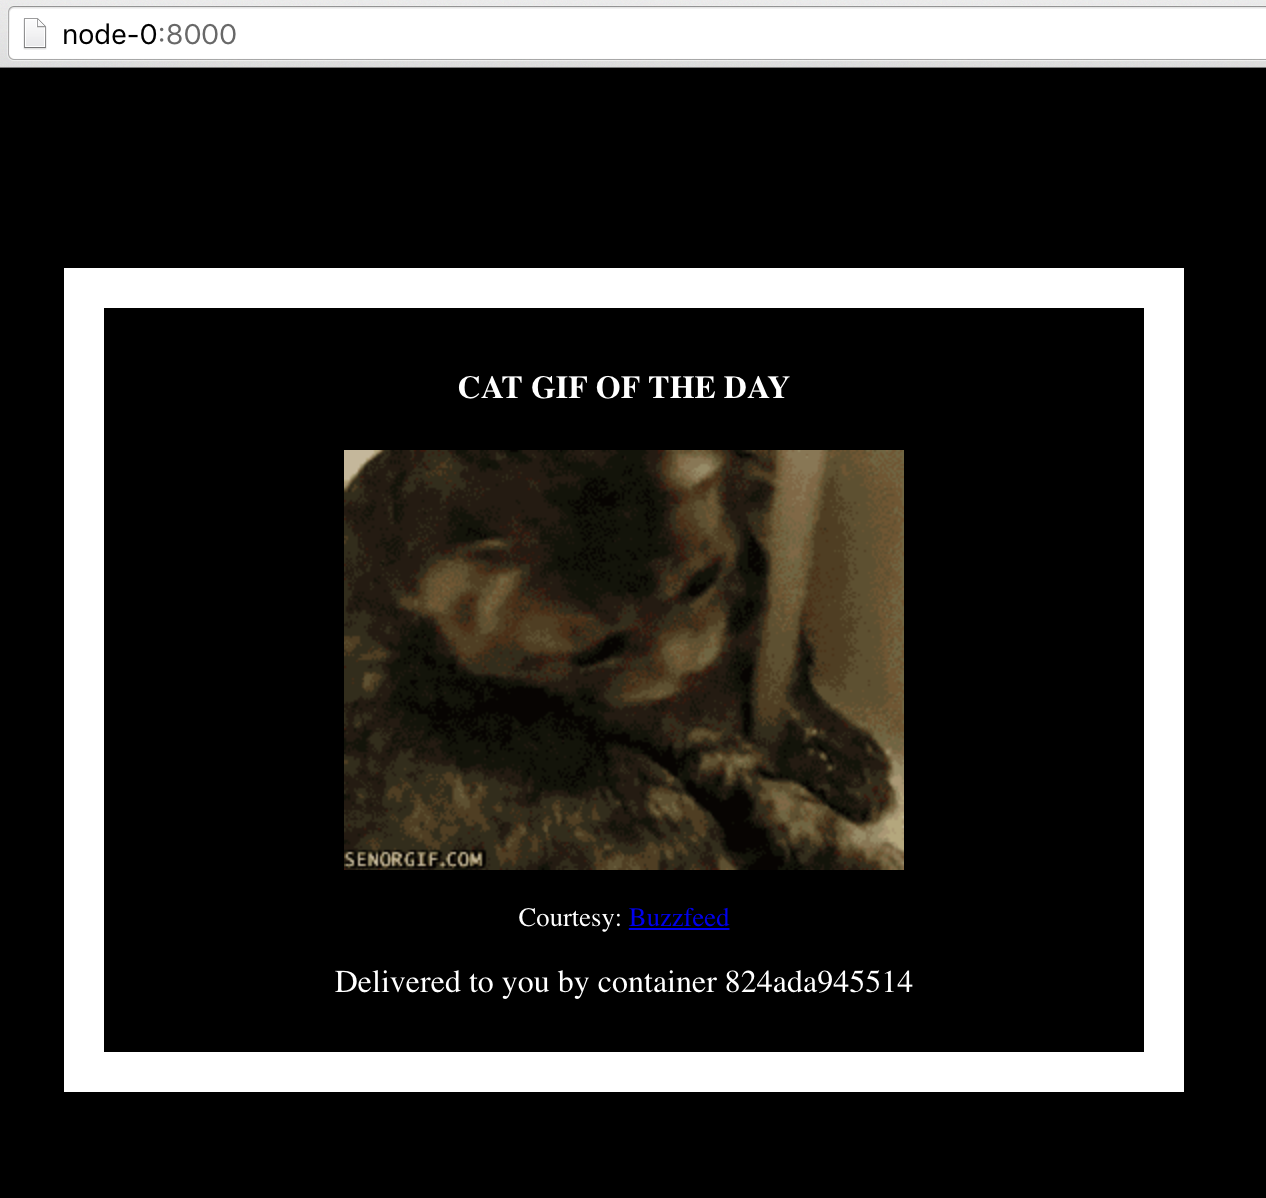 node-0:8000
CAT GIF OF THE DAY
SENORGIF.COM
Courtesy: Buzzfeed
Delivered to you by container 824ada945514